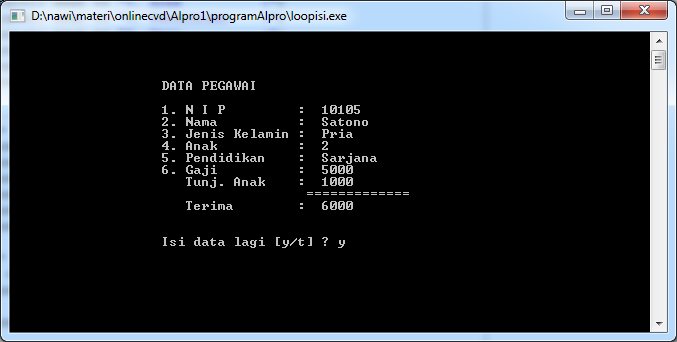 D:\nawi\materi\onlinecvd\Alpro1\programAlpro\loopisi.exe
DATA PEGAWAI
1. N I P : 10105
2. Nama : Satono
3. Jenis Kelamin : Pria
4. Anak : 2
5. Pendidikan : Sarjana
6. Gaji : 5000
Tunj. Anak : 1000
=============
Terima : 6000
Isi data lagi [y/t] ? y